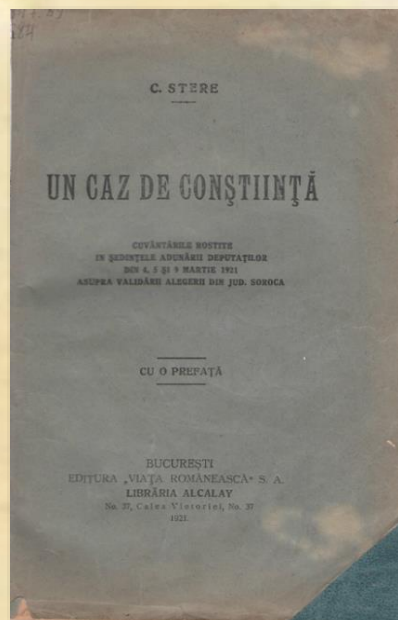 C. STERE
UN CAZ DE CONŞTIINŢĂ
CUVÂNTĂRILE ROSTITE
IN ŞEDINŢELE ADUNĂRII DEPUTAŢILOR
DIN 4, 5 ŞI 9 MARTIE 1921
ASUPRA VALIDĂRII ALEGERII DIN JUD. SOROCA
CU O PREFAŢĂ
BUCUREŞTI
EDITURA „VIAŢA ROMÂNEASCĂ“ S. A.
LIBRĂRIA ALCALAY
No. 37, Calea Victoriei, No. 37
1921